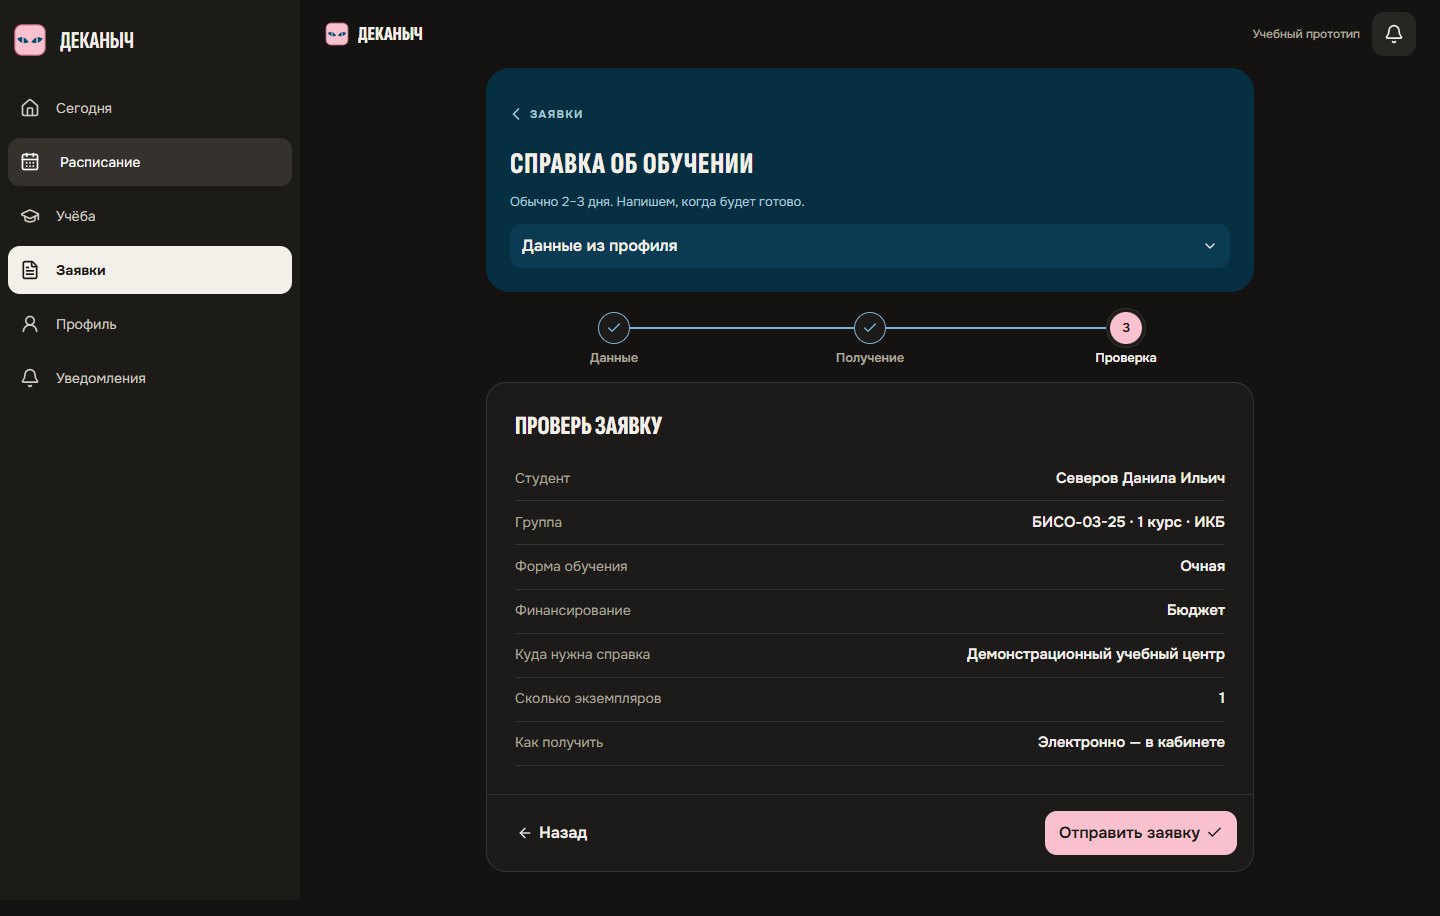 ДЕКАНЫЧ
Сегодня
Расписание
Учёба
Заявки
Профиль
Уведомления
ДЕКАНЫЧ
Учебный прототип
ЗАЯВКИ
СПРАВКА ОБ ОБУЧЕНИИ
Обычно 2–3 дня. Напишем, когда будет готово.
Данные из профиля
Данные
Получение
3
Проверка
ПРОВЕРЬ ЗАЯВКУ
Студент Северов Данила Ильич
Группа БИСО-03-25 · 1 курс · ИКБ
Форма обучения Очная
Финансирование Бюджет
Куда нужна справка Демонстрационный учебный центр
Сколько экземпляров 1
Как получить Электронно — в кабинете
Назад
Отправить заявку